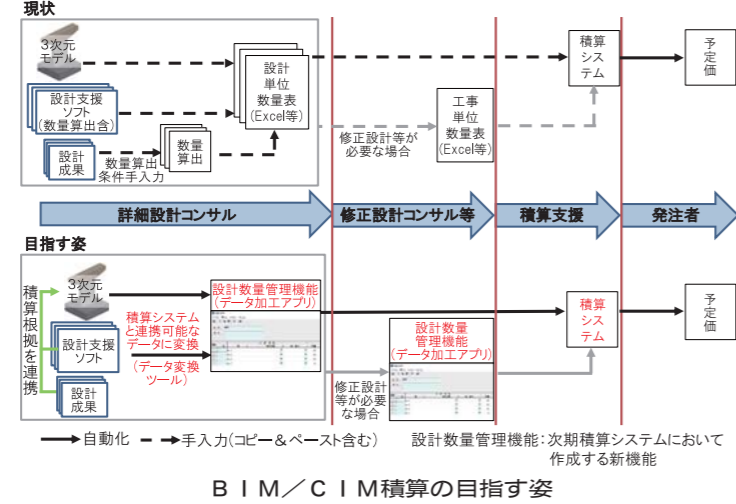 現状
3次元
モデル
設計支援
ソフト
(数量算出含)
設計
成果
数量算出
条件手入力
数量
算出
設計
単位
数量表
(Excel等)
修正設計等が
必要な場合
工事
単位
数量表
(Excel等)
積算
シス
テム
予
定
価
詳細設計コンサル
修正設計コンサル等
積算支援
発注者
目指す姿
積算根拠を連携
3次元
モデル
設計支援
ソフト
設計
成果
積算システム
と連携可能な
データに変換
(データ変換
ツール)
設計数量管理機能
(データ加工アプリ)
修正設計
等が必要
な場合
設計数量
管理機能
(データ加工アプリ)
積算
シス
テム
予
定
価
自動化
手入力(コピー＆ペースト含む)
設計数量管理機能：次期積算システムにおいて
作成する新機能
ＢＩＭ／ＣＩＭ積算の目指す姿